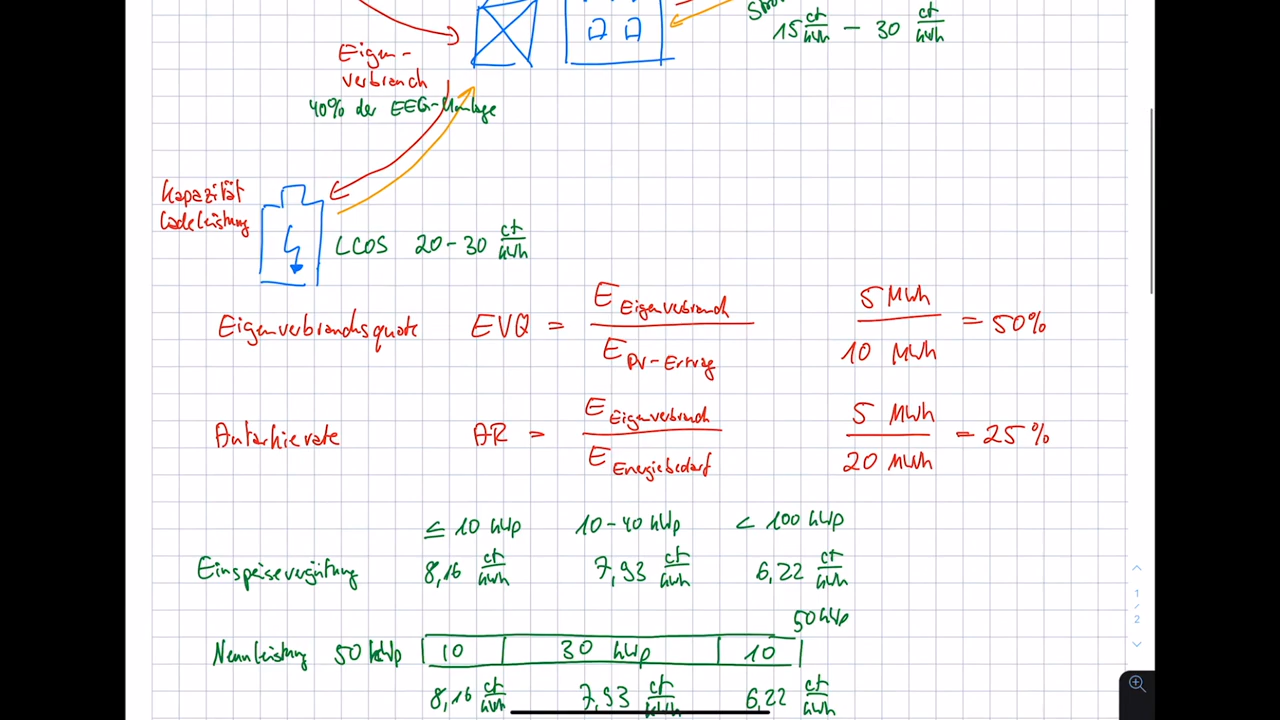 Stro
15 ct/kWh – 30 ct/kWh
Eigen-
verbrauch
40% der EEG-Umlage
Kapazität
Ladeleistung
LCOS 20-30 ct/kWh
Eigenverbrauchsquote EVQ = E Eigenverbrauch / E PV-Ertrag 5 MWh / 10 MWh = 50%
Autarkierate AR = E Eigenverbrauch / E Energiebedarf 5 MWh / 20 MWh = 25%
≤ 10 kWp 10-40 kWp < 100 kWp
Einspeisevergütung 8,16 ct/kWh 7,93 ct/kWh 6,22 ct/kWh
50 kWp
Nennleistung 50 kWp 10 30 kWp 10
8,16 ct/kWh 7,93 ct/kWh 6,22 ct/kWh
1
/
2